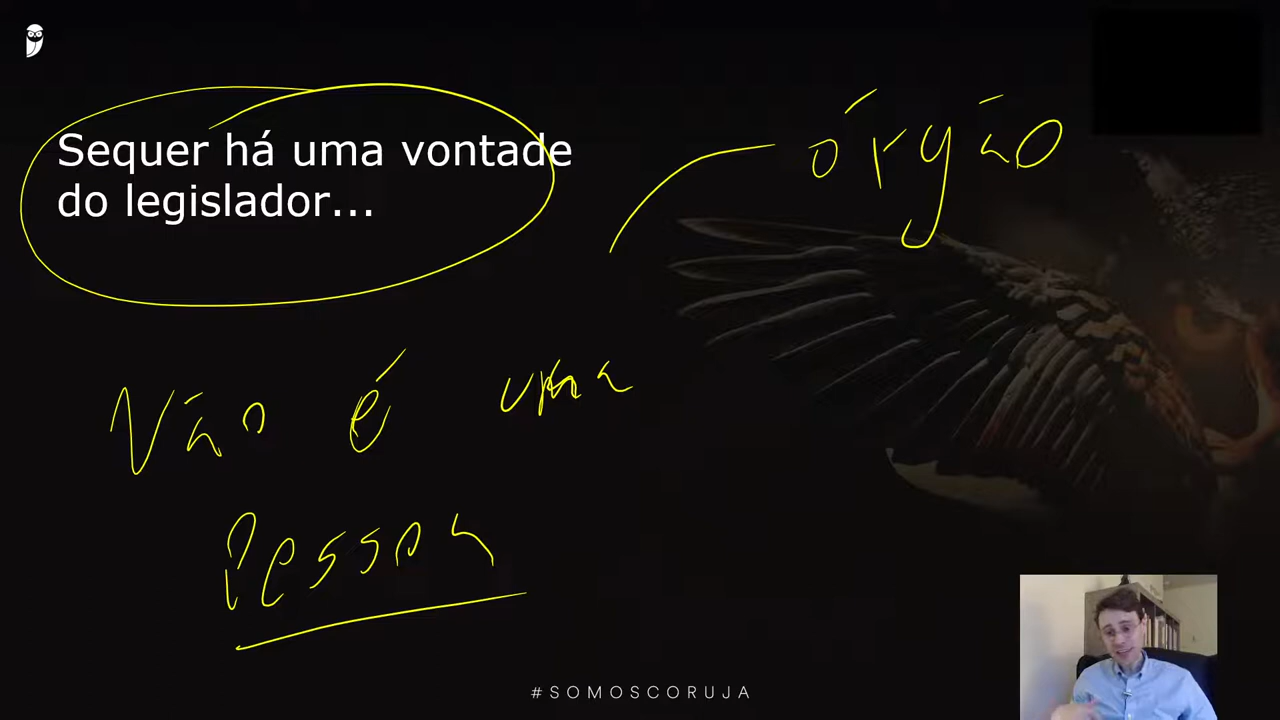 Sequer há uma vontade
do legislador...
órgão
Não é uma
Pessoa
#SOMOSCORUJA